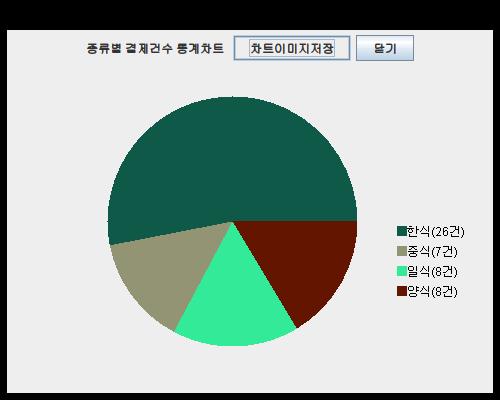 종류별 결제건수 통계차트 차트이미지저장 닫기
한식(26건)
중식(7건)
일식(8건)
양식(8건)